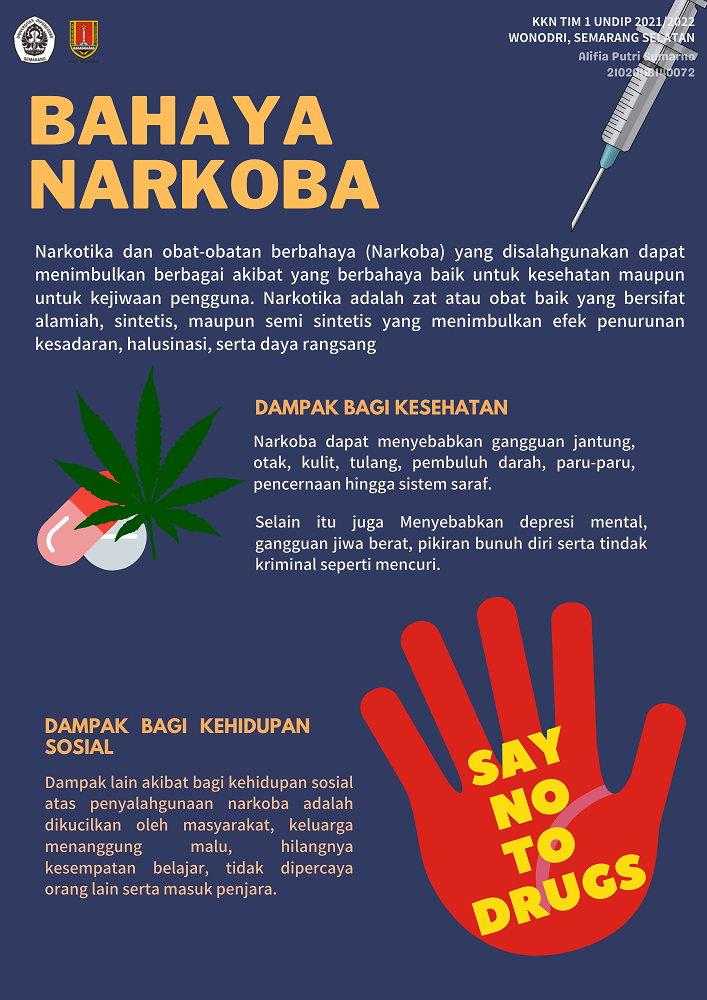 KKN TIM 1 UNDIP 2021/2022
WONODRI, SEMARANG SELATAN
Alifia Putri Sumarno
SEMARANG
BAHAYA
NARKOBA
Narkotika dan obat-obatan berbahaya (Narkoba) yang disalahgunakan dapat
menimbulkan berbagai akibat yang berbahaya baik untuk kesehatan maupun
untuk kejiwaan pengguna. Narkotika adalah zat atau obat baik yang bersifat
alamiah, sintetis, maupun semi sintetis yang menimbulkan efek penurunan
kesadaran, halusinasi, serta daya rangsang
DAMPAK BAGI KESEHATAN
Narkoba dapat menyebabkan gangguan jantung,
otak, kulit, tulang, pembuluh darah, paru-paru,
pencernaan hingga sistem saraf.
Selain itu juga Menyebabkan depresi mental,
gangguan jiwa berat, pikiran bunuh diri serta tindak
kriminal seperti mencuri.
DAMPAK BAGI KEHIDUPAN
SOSIAL
Dampak lain akibat bagi kehidupan sosial
atas penyalahgunaan narkoba adalah
dikucilkan oleh masyarakat, keluarga
menanggung malu, hilangnya
kesempatan belajar, tidak dipercaya
orang lain serta masuk penjara.
SAY
NO
TO
DRUGS